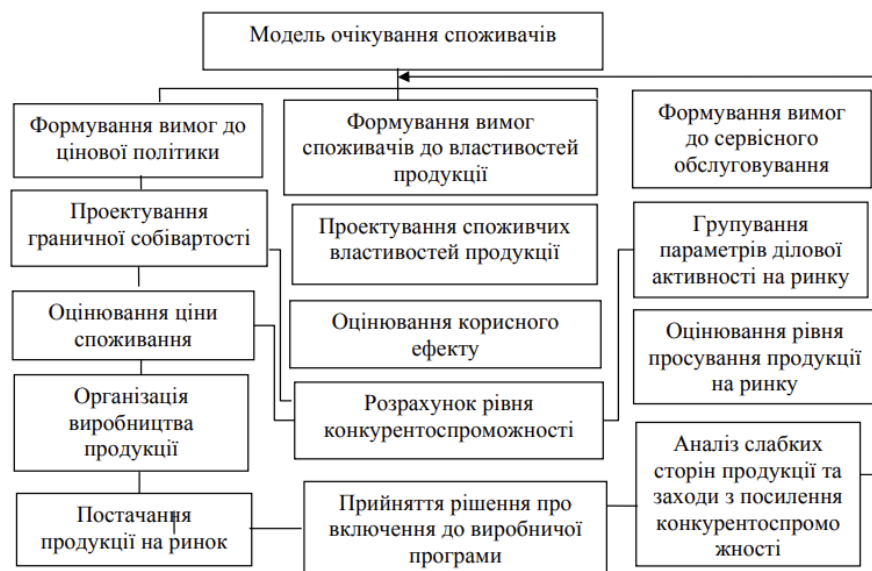 Модель очікування споживачів
Формування вимог до
цінової політики
Формування вимог
споживачів до властивостей
продукції
Формування вимог
до сервісного
обслуговування
Проектування
граничної собівартості
Проектування споживчих
властивостей продукції
Групування
параметрів ділової
активності на ринку
Оцінювання ціни
споживання
Оцінювання корисного
ефекту
Оцінювання рівня
просування продукції
на ринку
Організація
виробництва
продукції
Розрахунок рівня
конкурентоспроможності
Аналіз слабких
сторін продукції та
заходи з посилення
конкурентоспромо
жності
Постачання
продукції на ринок
Прийняття рішення про
включення до виробничої
програми